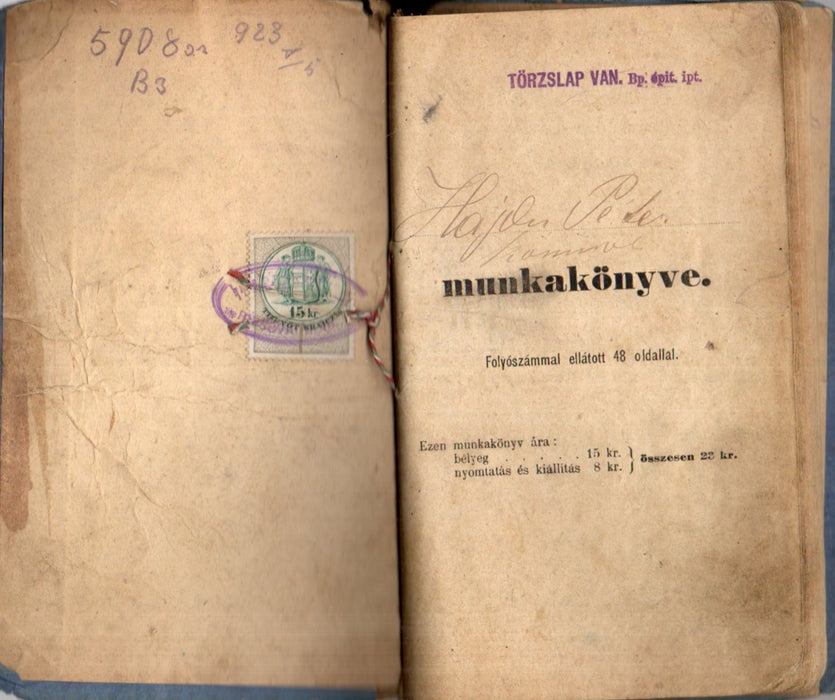 5908 923
B3
15 kr
TÖRZSLAP VAN. Bp. épit. ipt.
Hajdu Péter
munkakönyve.
Folyószámmal ellátott 48 oldallal.
Ezen munkakönyv ára :
bélyeg . . . . . 15 kr.
nyomtatás és kiállítás 8 kr.
összesen 23 kr.